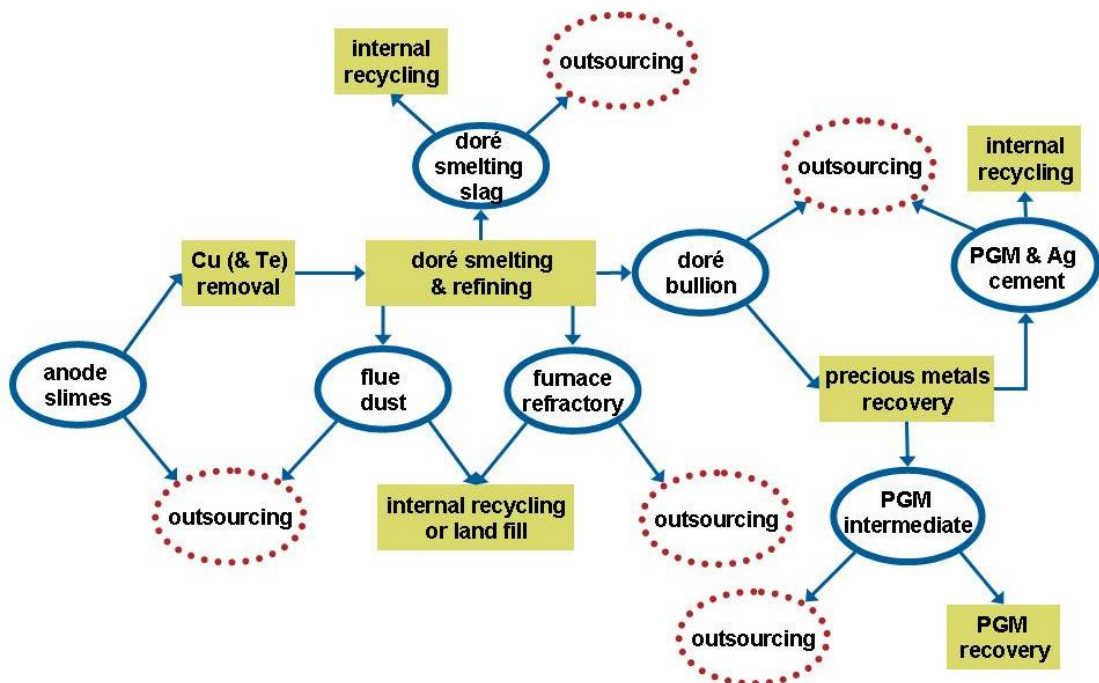 internal
recycling
outsourcing
doré
smelting
slag
outsourcing
internal
recycling
Cu (& Te)
removal
doré smelting
& refining
doré
bullion
PGM & Ag
cement
anode
slimes
flue
dust
furnace
refractory
precious metals
recovery
outsourcing
internal recycling
or land fill
outsourcing
PGM
intermediate
outsourcing
PGM
recovery